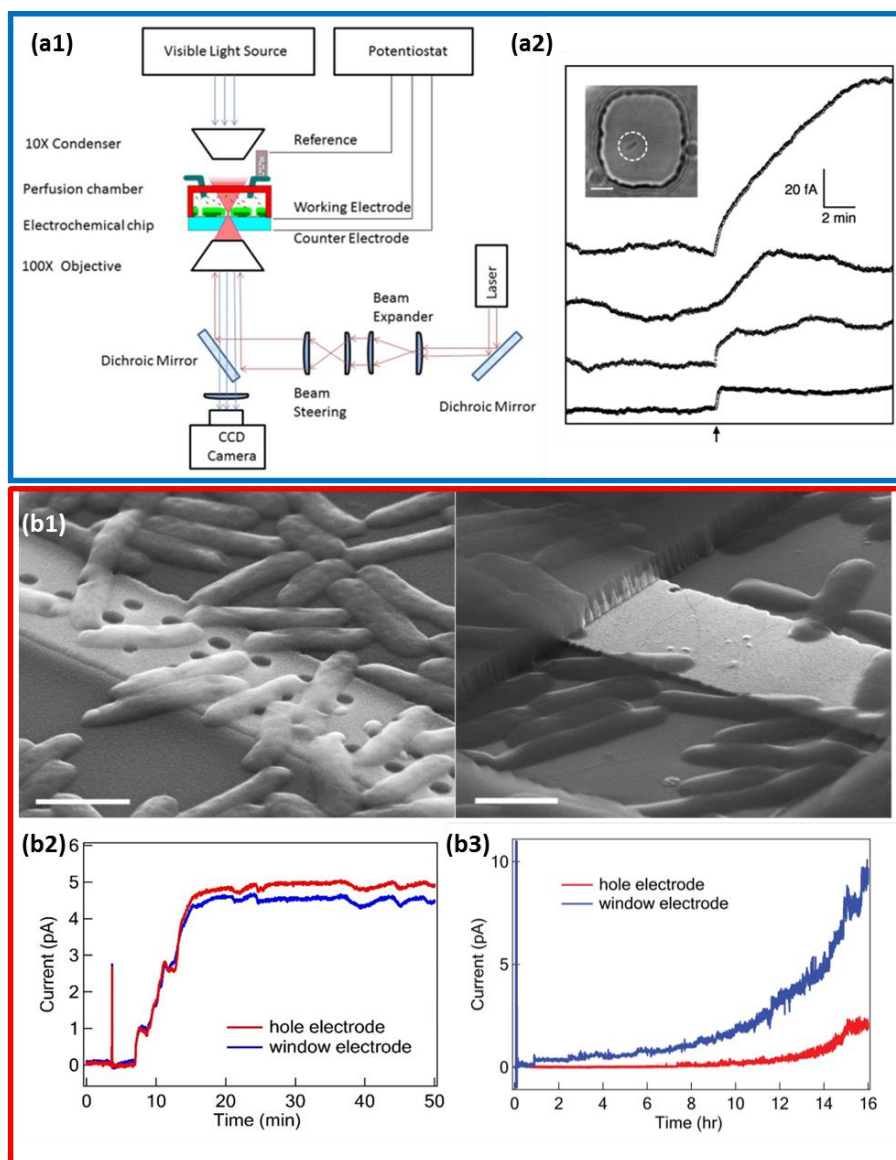 (a1)
Visible Light Source
Potentiostat
10X Condenser
Reference
Perfusion chamber
Working Electrode
Electrochemical chip
Counter Electrode
100X Objective
Laser
Beam
Expander
Dichroic Mirror
Beam
Steering
Dichroic Mirror
CCD
Camera
(a2)
20 fA
2 min
(b1)
(b2)
Current (pA)
6
5
4
3
2
1
0
hole electrode
window electrode
0
10
20
30
40
50
Time (min)
(b3)
Current (pA)
10
5
0
hole electrode
window electrode
0
2
4
6
8
10
12
14
16
Time (hr)